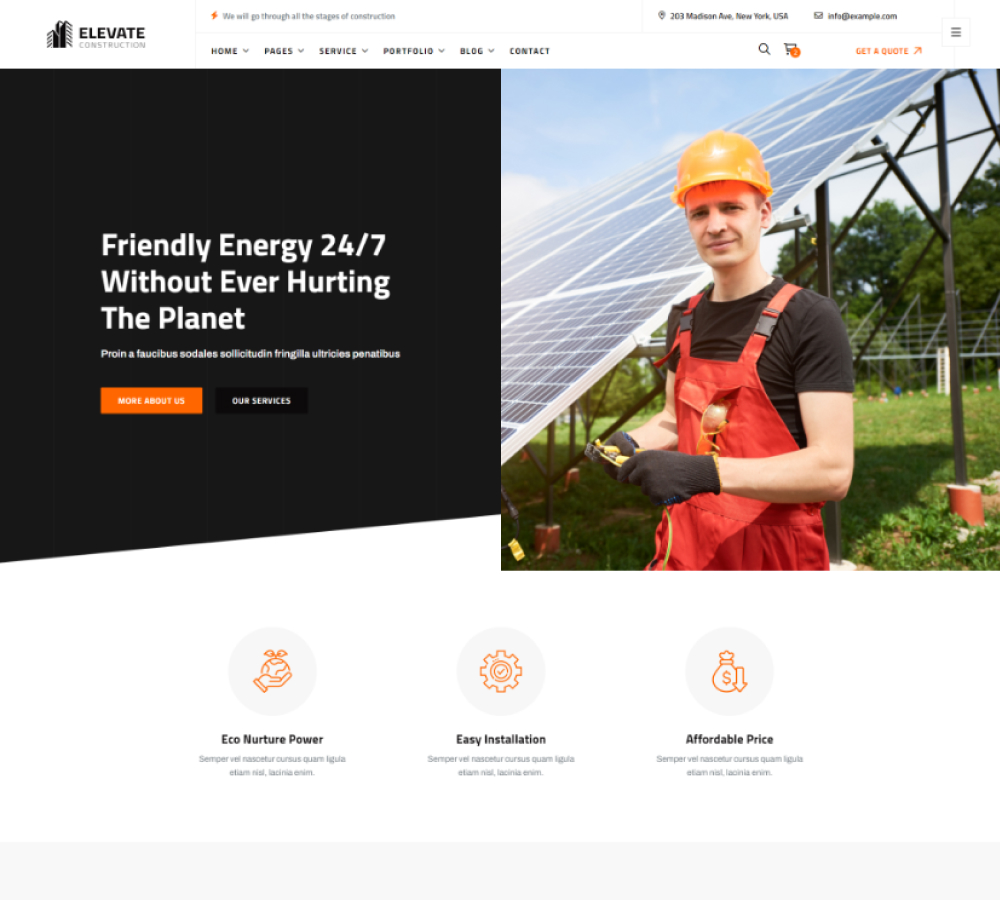 ELEVATE
CONSTRUCTION
We will go through all the stages of construction
203 Madison Ave, New York, USA
info@example.com
HOME
PAGES
SERVICE
PORTFOLIO
BLOG
CONTACT
GET A QUOTE
Friendly Energy 24/7
Without Ever Hurting
The Planet
Proin a faucibus sodales sollicitudin fringilla ultricies penatibus
MORE ABOUT US
OUR SERVICES
Eco Nurture Power
Semper vel nascetur cursus quam ligula
etiam nisl, lacinia enim.
Easy Installation
Semper vel nascetur cursus quam ligula
etiam nisl, lacinia enim.
Affordable Price
Semper vel nascetur cursus quam ligula
etiam nisl, lacinia enim.